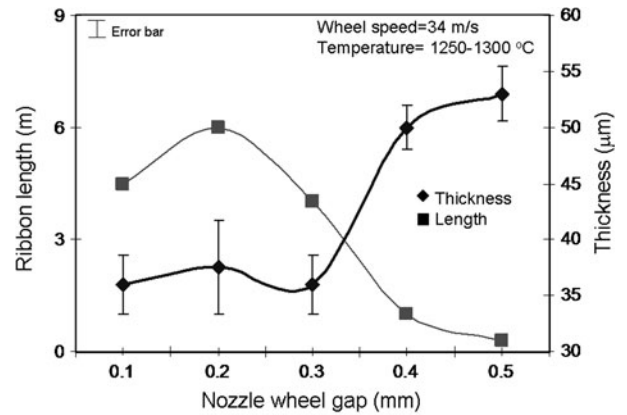 Error bar
Wheel speed=34 m/s
Temperature= 1250-1300 °C
Ribbon length (m)
9
6
3
0
Thickness
Length
60
55
50
45
40
35
30
Thickness (μm)
0.1 0.2 0.3 0.4 0.5
Nozzle wheel gap (mm)